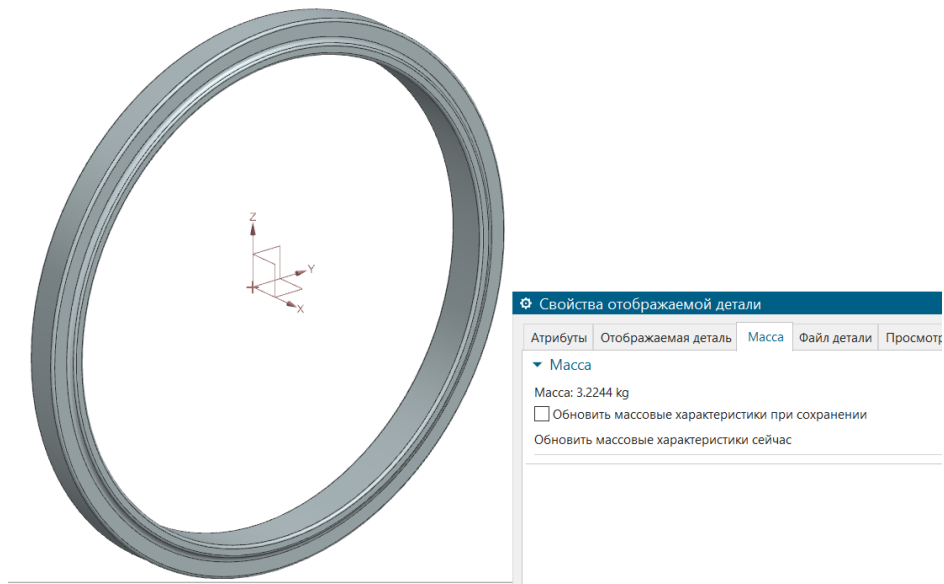 Z
Y
X
Свойства отображаемой детали
Атрибуты Отображаемая деталь Масса Файл детали Просмотр
Масса
Масса: 3.2244 kg
Обновить массовые характеристики при сохранении
Обновить массовые характеристики сейчас